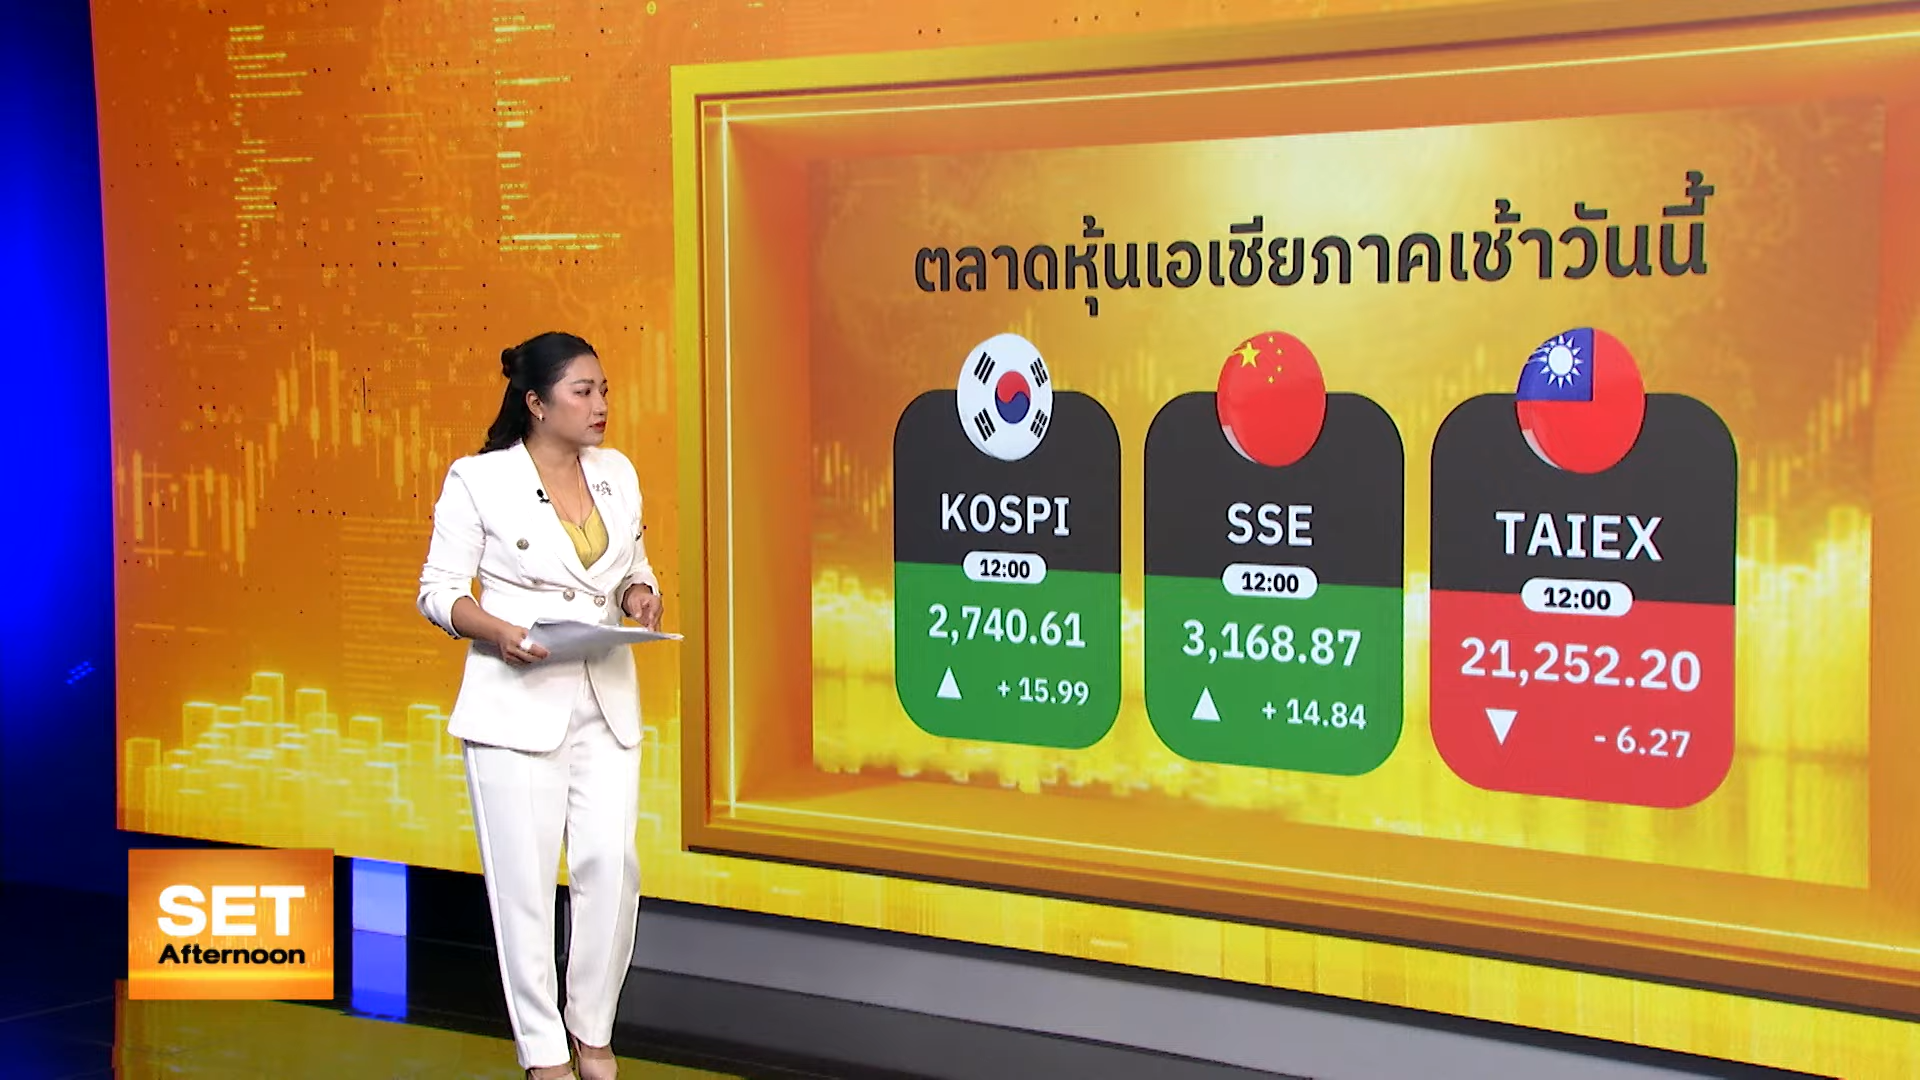 ตลาดหุ้นเอเชียภาคเช้าวันนี้
KOSPI
12:00
2,740.61
▲ + 15.99
SSE
12:00
3,168.87
▲ + 14.84
TAIEX
12:00
21,252.20
▼ - 6.27
SET
Afternoon